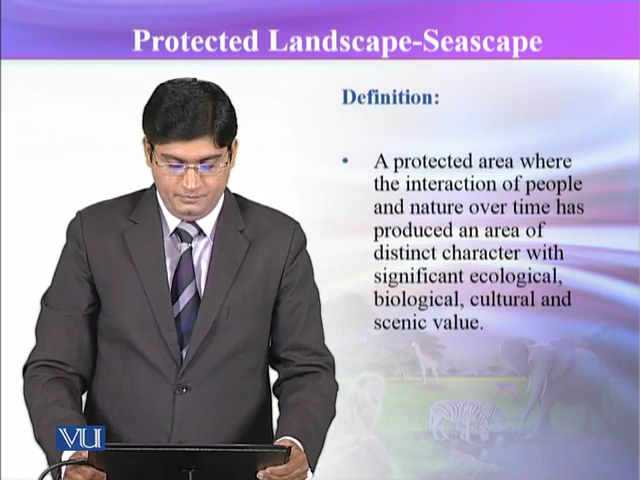 Protected Landscape-Seascape
Definition:
• A protected area where
the interaction of people
and nature over time has
produced an area of
distinct character with
significant ecological,
biological, cultural and
scenic value.
VU